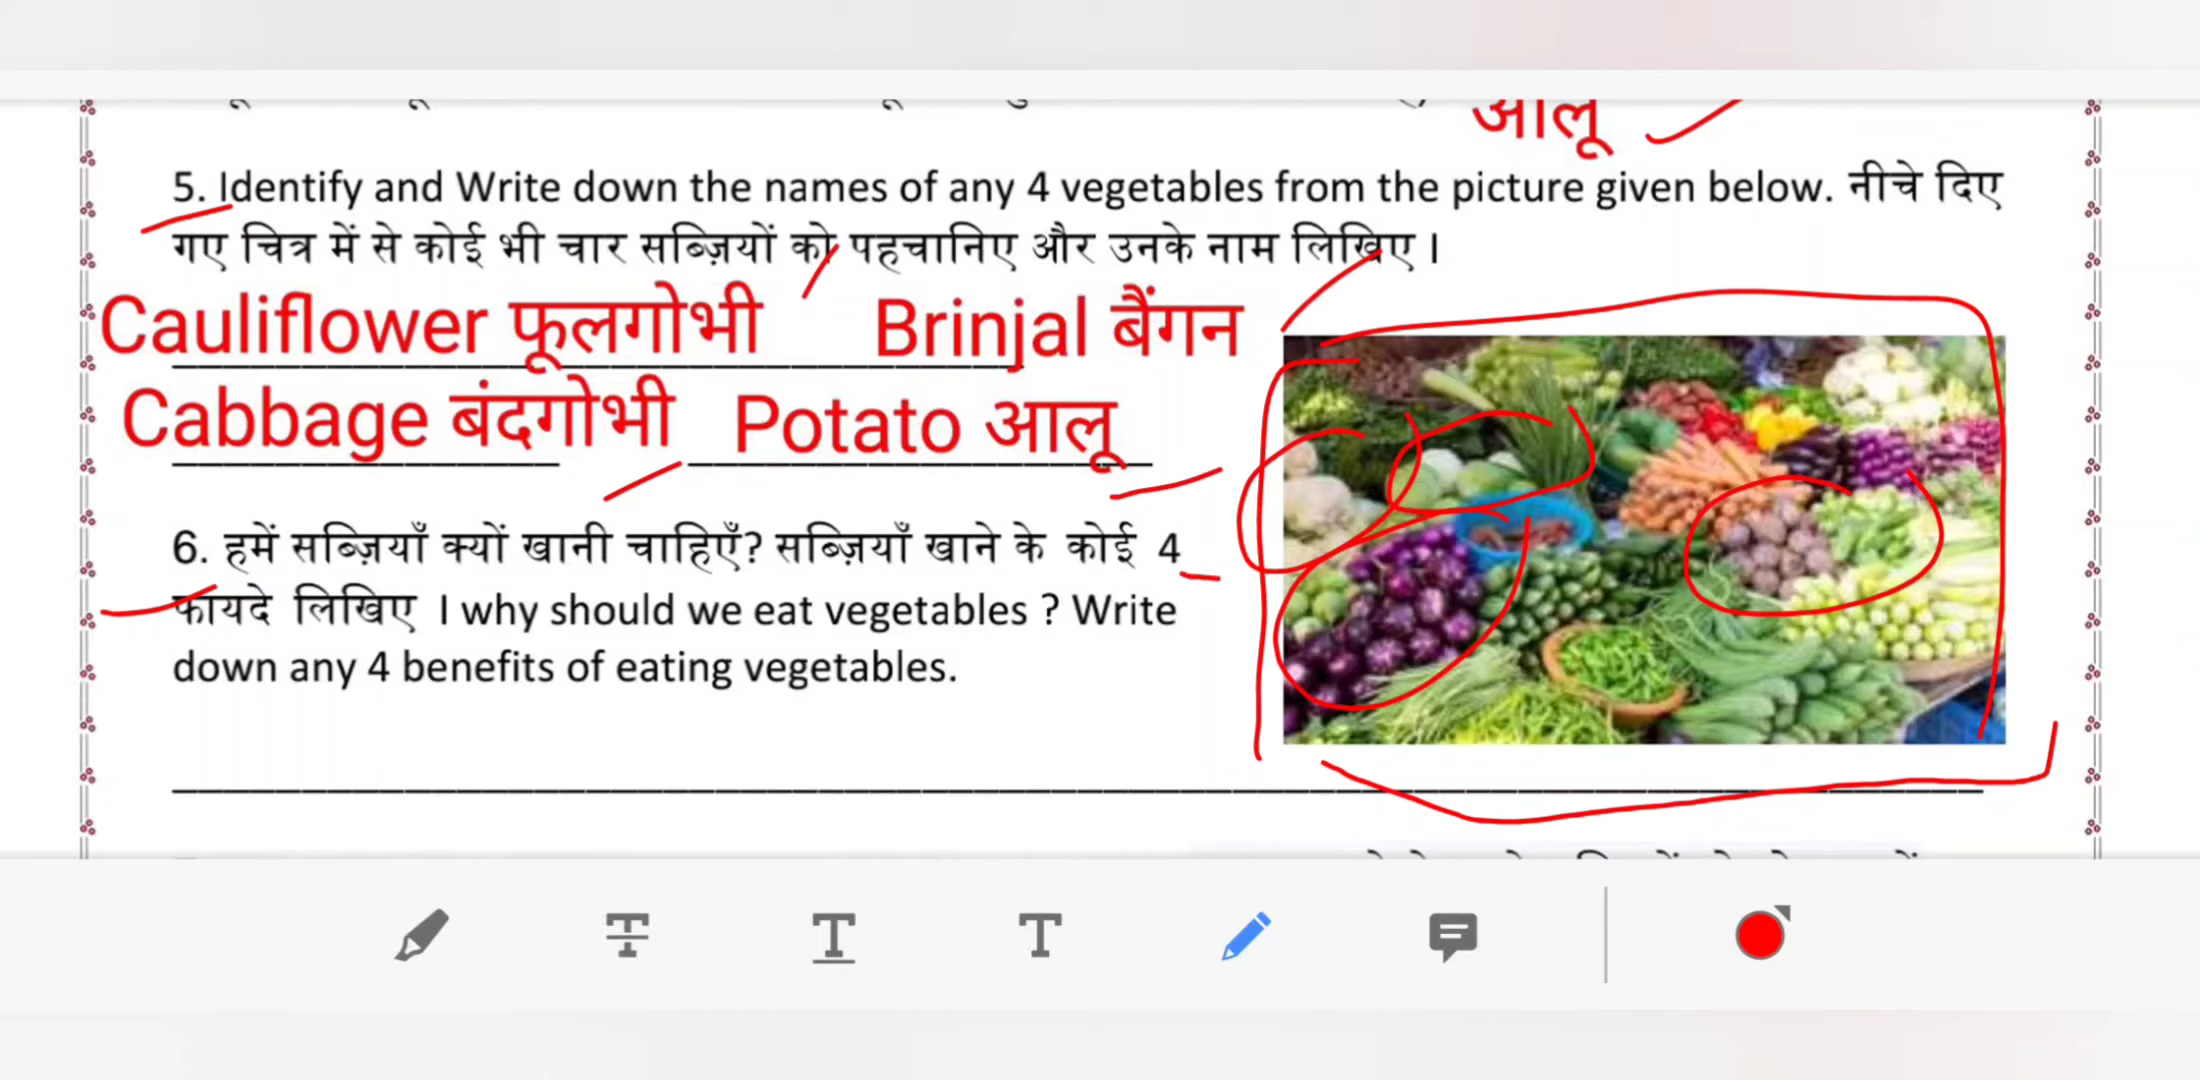 आलू
5. Identify and Write down the names of any 4 vegetables from the picture given below. नीचे दिए
गए चित्र में से कोई भी चार सब्ज़ियों को पहचानिए और उनके नाम लिखिए ।
Cauliflower फूलगोभी Brinjal बैंगन
Cabbage बंदगोभी Potato आलू
6. हमें सब्ज़ियाँ क्यों खानी चाहिएँ? सब्ज़ियाँ खाने के कोई 4
फायदे लिखिए । why should we eat vegetables ? Write
down any 4 benefits of eating vegetables.